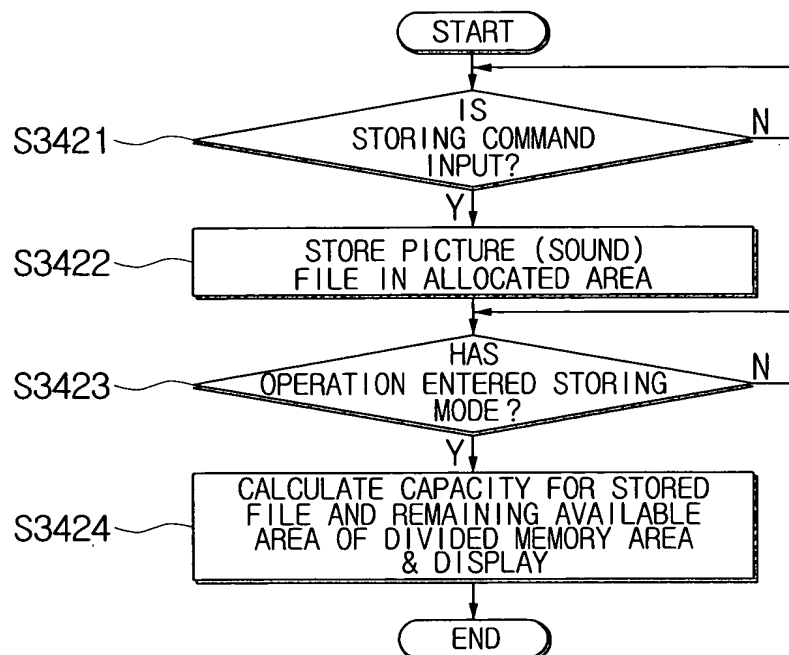 START
IS
S3421
STORING COMMAND
INPUT?
N
Y
S3422
STORE PICTURE (SOUND)
FILE IN ALLOCATED AREA
HAS
S3423
OPERATION ENTERED STORING
MODE?
N
Y
S3424
CALCULATE CAPACITY FOR STORED
FILE AND REMAINING AVAILABLE
AREA OF DIVIDED MEMORY AREA
& DISPLAY
END